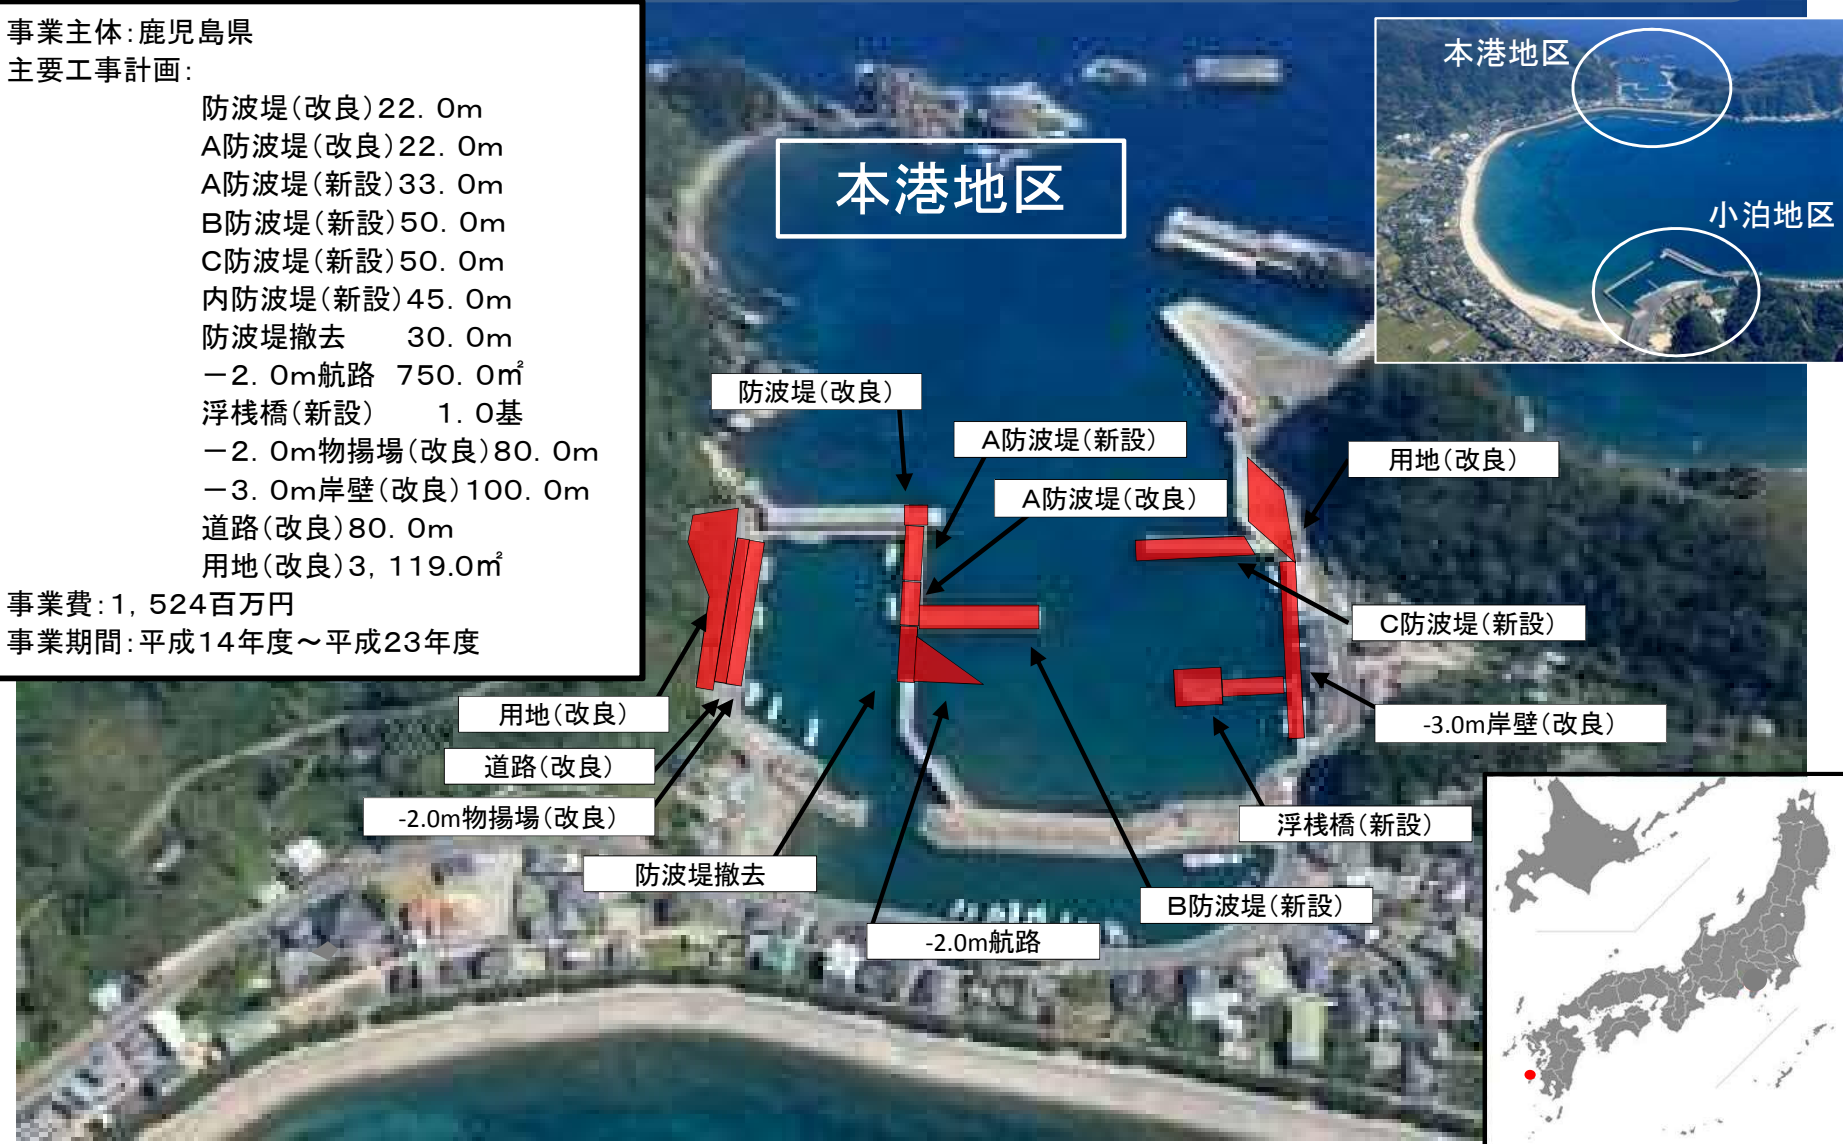 事業主体：鹿児島県
主要工事計画：
防波堤（改良）22．0m
A防波堤（改良）22．0m
A防波堤（新設）33．0m
B防波堤（新設）50．0m
C防波堤（新設）50．0m
内防波堤（新設）45．0m
防波堤撤去　　30．0m
－2．0m航路　750．0㎡
浮桟橋（新設）　　1．0基
－2．0m物揚場（改良）80．0m
－3．0m岸壁（改良）100．0m
道路（改良）80．0m
用地（改良）3，119.0㎡
事業費：1，524百万円
事業期間：平成14年度～平成23年度
本港地区
本港地区
小泊地区
防波堤（改良）
A防波堤（新設）
A防波堤（改良）
用地（改良）
C防波堤（新設）
-3.0m岸壁（改良）
用地（改良）
道路（改良）
-2.0m物揚場（改良）
浮桟橋（新設）
防波堤撤去
B防波堤（新設）
-2.0m航路